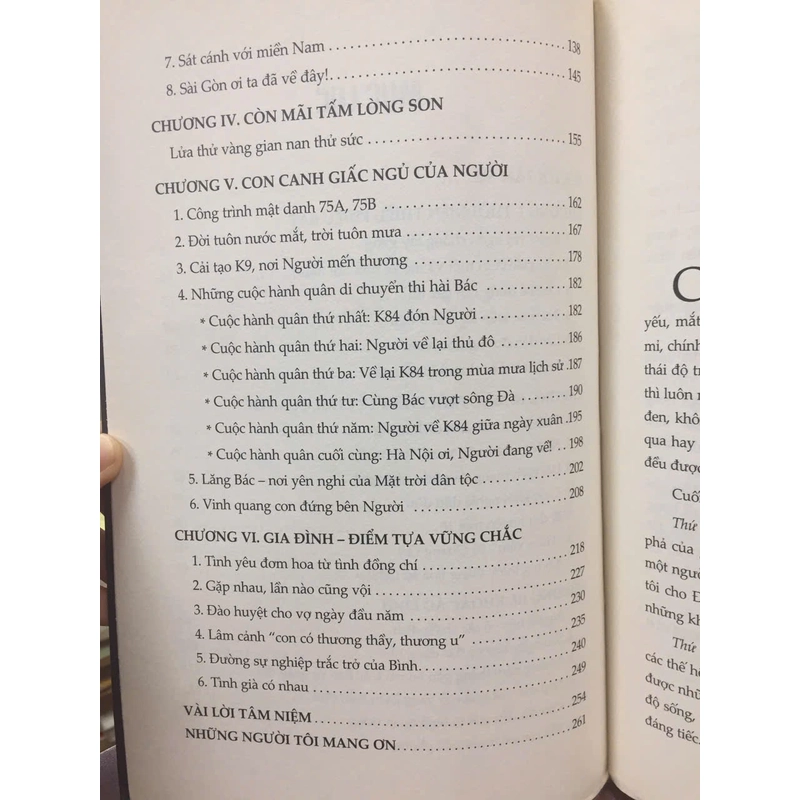 7. Sát cánh với miền Nam ................................ 138
8. Sài Gòn ơi ta đã về đây!................................ 145
CHƯƠNG IV. CÒN MÃI TẤM LÒNG SON
Lửa thử vàng gian nan thử sức ........................... 155
CHƯƠNG V. CON CANH GIẤC NGỦ CỦA NGƯỜI
1. Công trình mật danh 75A, 75B ......................... 162
2. Đời tuôn nước mắt, trời tuôn mưa ..................... 167
3. Cải tạo K9, nơi Người mến thương ..................... 178
4. Những cuộc hành quân di chuyển thi hài Bác ........... 182
* Cuộc hành quân thứ nhất: K84 đón Người ............. 182
* Cuộc hành quân thứ hai: Người về lại thủ đô ......... 186
* Cuộc hành quân thứ ba: Về lại K84 trong mùa mưa lịch sử .187
* Cuộc hành quân thứ tư: Cùng Bác vượt sông Đà ....... 190
* Cuộc hành quân thứ năm: Người về K84 giữa ngày xuân .195
* Cuộc hành quân cuối cùng: Hà Nội ơi, Người đang về! .. 198
5. Lăng Bác – nơi yên nghỉ của Mặt trời dân tộc ......... 202
6. Vinh quang con đứng bên Người ....................... 208
CHƯƠNG VI. GIA ĐÌNH – ĐIỂM TỰA VỮNG CHẮC
1. Tình yêu đơm hoa từ tình đồng chí ................... 218
2. Gặp nhau, lần nào cũng vội .......................... 227
3. Đào huyệt cho vợ ngày đầu năm ....................... 230
4. Lâm cảnh “con có thương thầy, thương u” ............. 235
5. Đường sự nghiệp trắc trở của Bình.................... 240
6. Tình già có nhau .................................... 249
VÀI LỜI TÂM NIỆM........................................ 254
NHỮNG NGƯỜI TÔI MANG ƠN................................. 261
C
yếu, mắt
mi, chính
thái độ
thì luôn
đen,
qua hay
đều được
Thứ
phả của
một
tôi cho
những
Thứ
các thế
được
độ sống,
đáng tiếc.